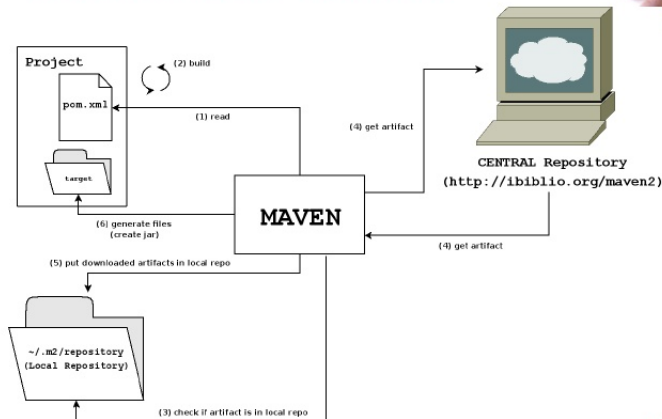 Project
(2) build
pom.xml
(1) read
(4) get artifact
target
CENTRAL Repository
(http://ibiblio.org/maven2)
MAVEN
(6) generate files
(create jar)
(4) get artifact
(5) put downloaded artifacts in local repo
~/.m2/repository
(Local Repository)
(3) check if artifact is in local repo